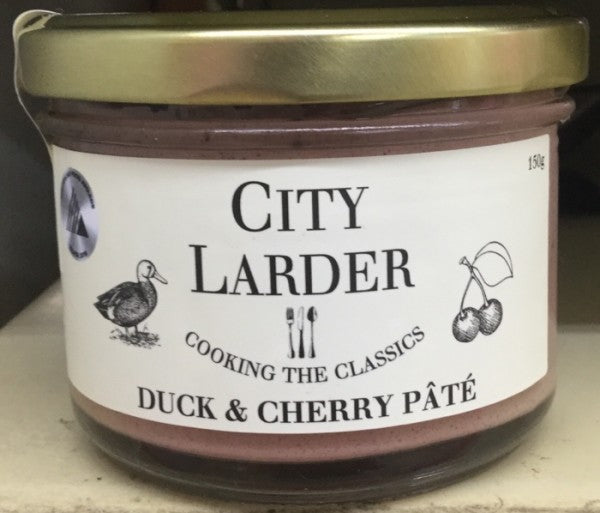 150g
CITY
LARDER
COOKING THE CLASSICS
DUCK & CHERRY PÂTÉ